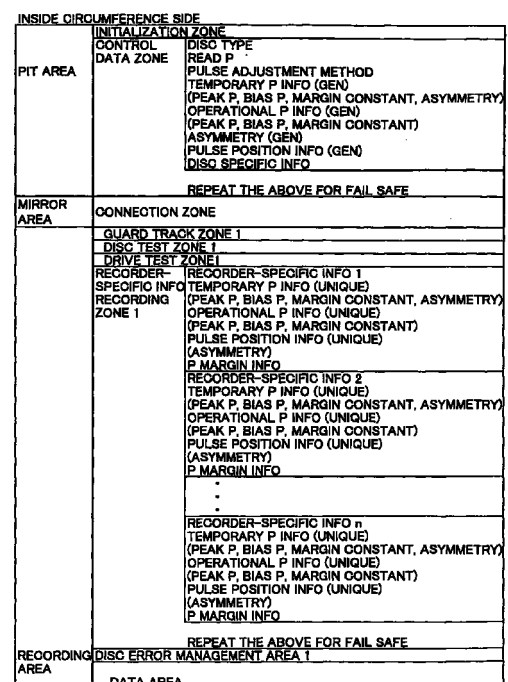 INSIDE CIRCUMFERENCE SIDE
INITIALIZATION ZONE
PIT AREA
CONTROL
DATA ZONE
DISC TYPE
READ P
PULSE ADJUSTMENT METHOD
TEMPORARY P INFO (GEN)
(PEAK P, BIAS P, MARGIN CONSTANT, ASYMMETRY)
OPERATIONAL P INFO (GEN)
(PEAK P, BIAS P, MARGIN CONSTANT)
ASYMMETRY (GEN)
PULSE POSITION INFO (GEN)
DISC SPECIFIC INFO
REPEAT THE ABOVE FOR FAIL SAFE
MIRROR
AREA
CONNECTION ZONE
GUARD TRACK ZONE 1
DISC TEST ZONE 1
DRIVE TEST ZONE1
RECORDER-
SPECIFIC INFO
RECORDING
ZONE 1
RECORDER-SPECIFIC INFO 1
TEMPORARY P INFO (UNIQUE)
(PEAK P, BIAS P, MARGIN CONSTANT, ASYMMETRY)
OPERATIONAL P INFO (UNIQUE)
(PEAK P, BIAS P, MARGIN CONSTANT)
PULSE POSITION INFO (UNIQUE)
(ASYMMETRY)
P MARGIN INFO
RECORDER-SPECIFIC INFO 2
TEMPORARY P INFO (UNIQUE)
(PEAK P, BIAS P, MARGIN CONSTANT, ASYMMETRY)
OPERATIONAL P INFO (UNIQUE)
(PEAK P, BIAS P, MARGIN CONSTANT)
PULSE POSITION INFO (UNIQUE)
(ASYMMETRY)
P MARGIN INFO
RECORDER-SPECIFIC INFO n
TEMPORARY P INFO (UNIQUE)
(PEAK P, BIAS P, MARGIN CONSTANT, ASYMMETRY)
OPERATIONAL P INFO (UNIQUE)
(PEAK P, BIAS P, MARGIN CONSTANT)
PULSE POSITION INFO (UNIQUE)
(ASYMMETRY)
P MARGIN INFO
REPEAT THE ABOVE FOR FAIL SAFE
RECORDING
AREA
DISC ERROR MANAGEMENT AREA 1
DATA AREA